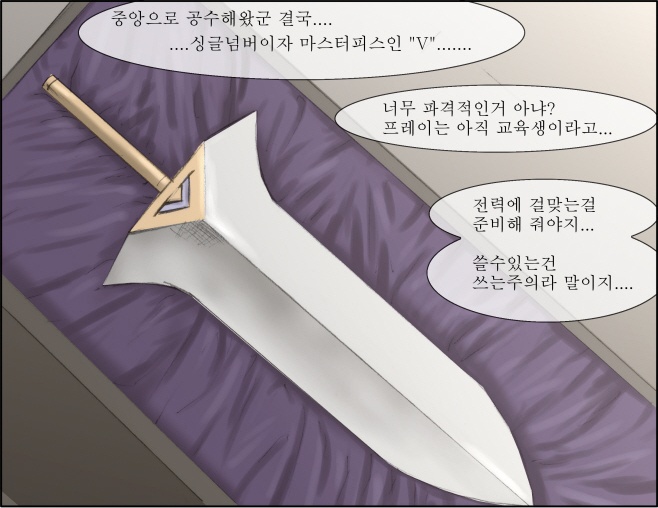 중앙으로 공수해왔군 결국....
....싱글넘버이자 마스터피스인 "V".......
너무 파격적인거 아냐?
프레이는 아직 교육생이라고...
전력에 걸맞는걸
준비해 줘야지...
쓸수있는건
쓰는주의라 말이지....